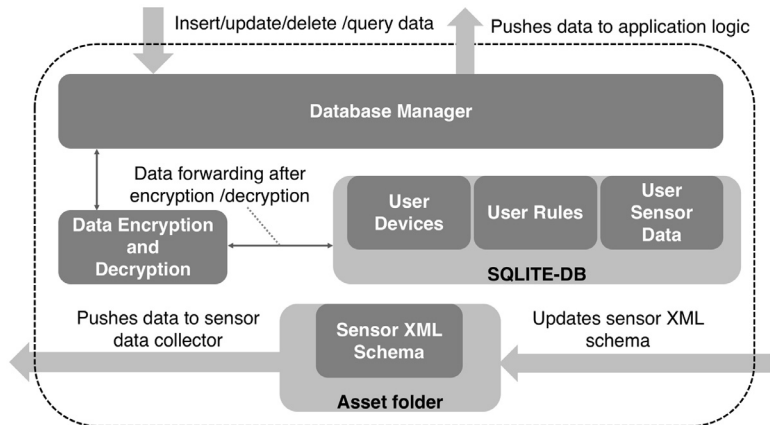 Insert/update/delete /query data
Pushes data to application logic
Database Manager
Data forwarding after
encryption /decryption
User
Devices
User Rules
User
Sensor
Data
Data Encryption
and
Decryption
SQLITE-DB
Pushes data to sensor
data collector
Sensor XML
Schema
Updates sensor XML
schema
Asset folder